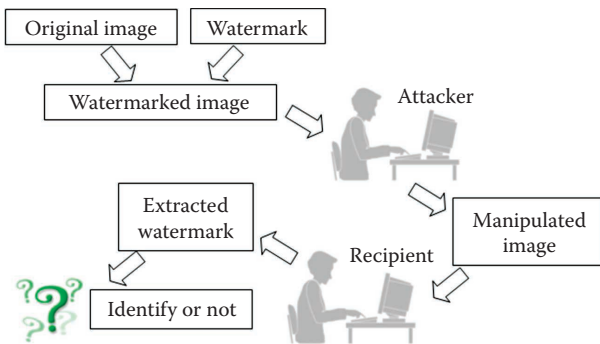 Original image
Watermark
Watermarked image
Attacker
Manipulated
image
Recipient
Extracted
watermark
Identify or not
???
??